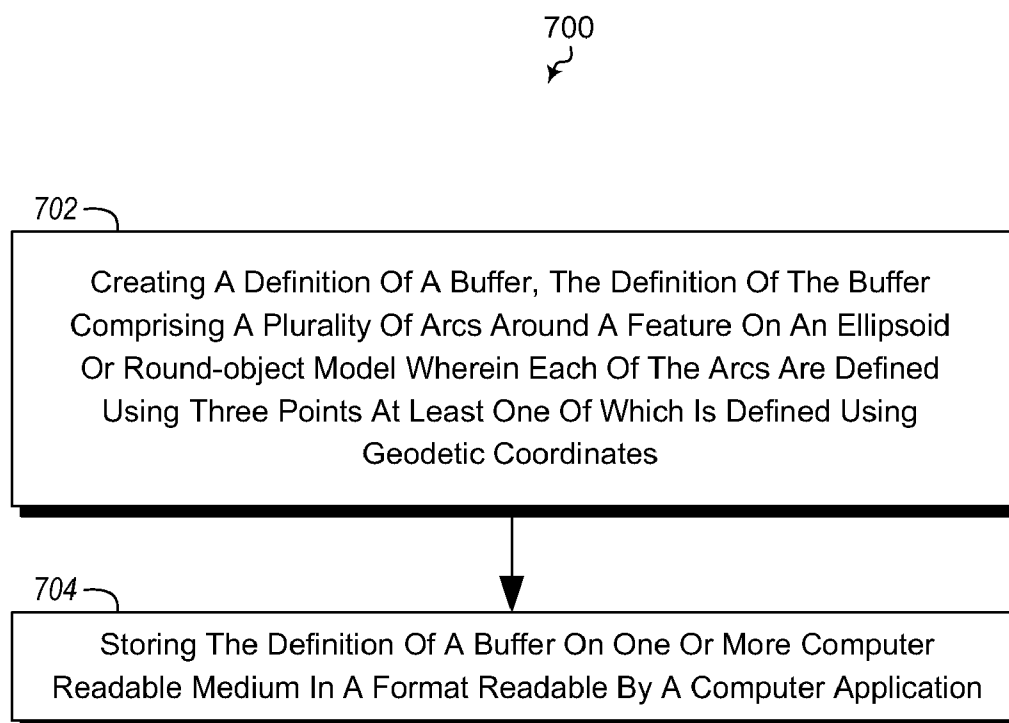 700
702
Creating A Definition Of A Buffer, The Definition Of The Buffer
Comprising A Plurality Of Arcs Around A Feature On An Ellipsoid
Or Round-object Model Wherein Each Of The Arcs Are Defined
Using Three Points At Least One Of Which Is Defined Using
Geodetic Coordinates
704
Storing The Definition Of A Buffer On One Or More Computer
Readable Medium In A Format Readable By A Computer Application